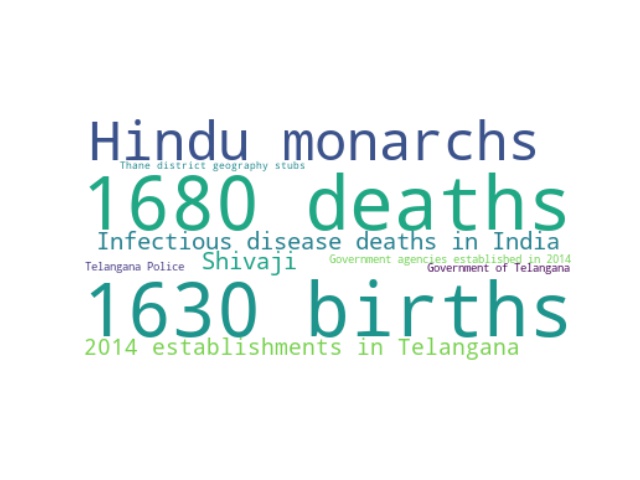 Hindu monarchs
Thane district geography stubs
1680 deaths
Infectious disease deaths in India
Government agencies established in 2014
Telangana Police
Shivaji
Government of Telangana
1630 births
2014 establishments in Telangana